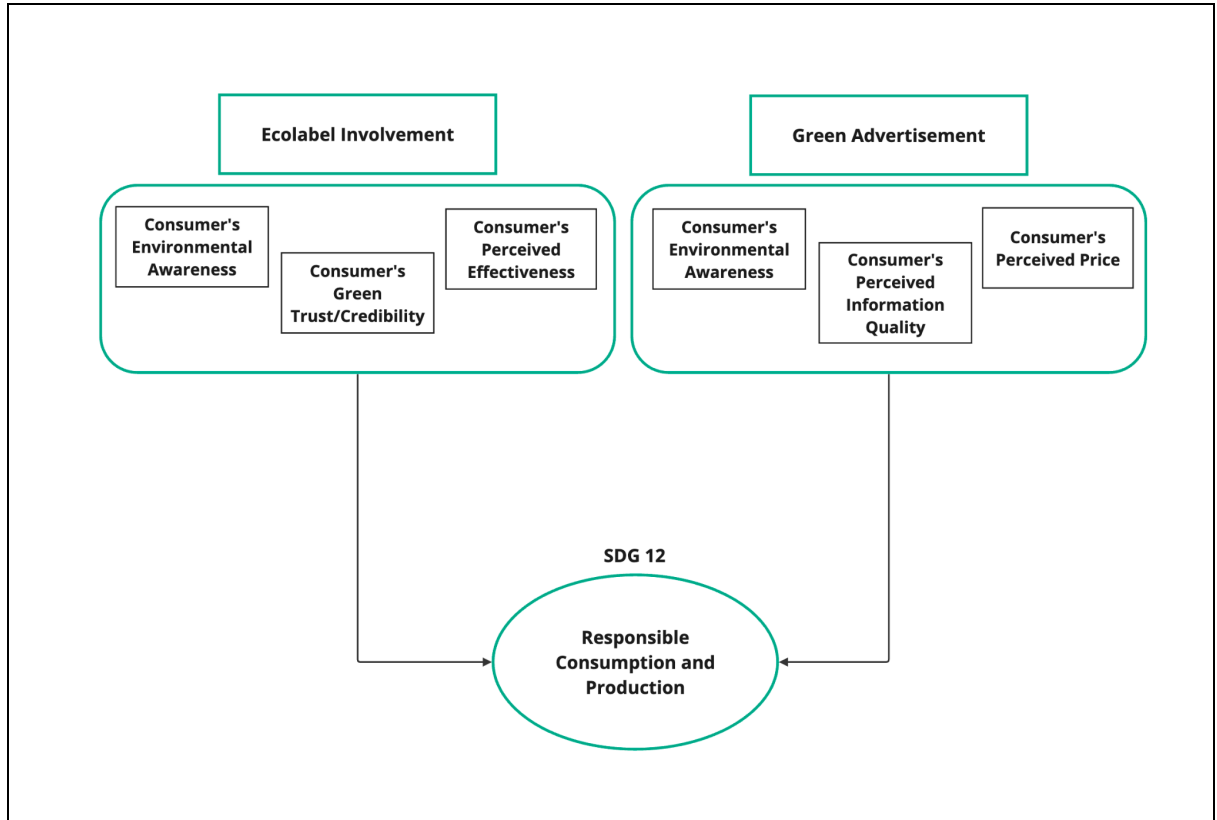 Ecolabel Involvement
Green Advertisement
Consumer's
Environmental
Awareness
Consumer's
Green
Trust/Credibility
Consumer's
Perceived
Effectiveness
Consumer's
Environmental
Awareness
Consumer's
Perceived
Information
Quality
Consumer's
Perceived Price
SDG 12
Responsible
Consumption and
Production